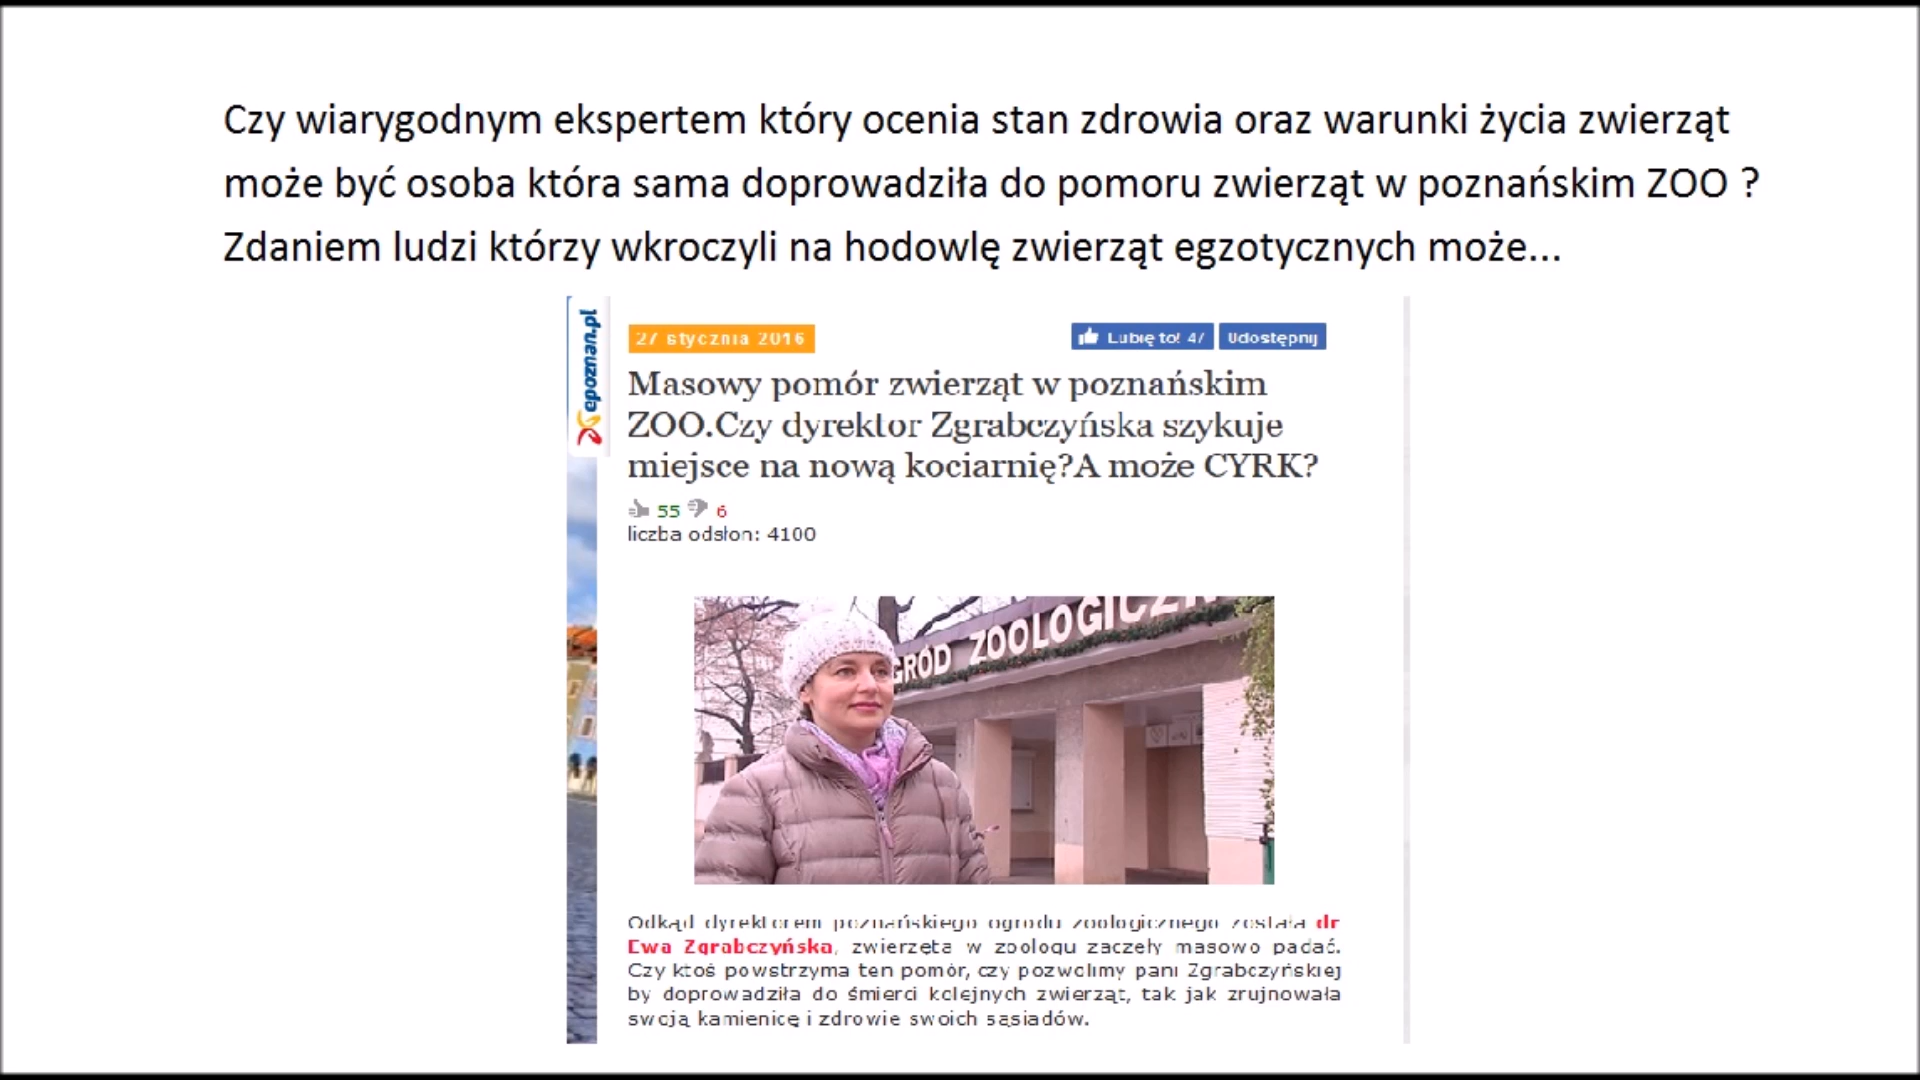 Czy wiarygodnym ekspertem który ocenia stan zdrowia oraz warunki życia zwierząt
może być osoba która sama doprowadziła do pomoru zwierząt w poznańskim ZOO ?
Zdaniem ludzi którzy wkroczyli na hodowlę zwierząt egzotycznych może...
epoznan.pl
27 stycznia 2016
Lubię to! 47 Udostępnij
Masowy pomór zwierząt w poznańskim
ZOO.Czy dyrektor Zgrabczyńska szykuje
miejsce na nową kociarnię?A może CYRK?
55 6
liczba odsłon: 4100
GRÓD ZOOLOGICZN
Odkąd dyrektorem poznańskiego ogrodu zoologicznego została dr
Ewa Zgrabczyńska, zwierzęta w zoologu zaczęły masowo padać.
Czy ktoś powstrzyma ten pomór, czy pozwolimy pani Zgrabczyńskiej
by doprowadziła do śmierci kolejnych zwierząt, tak jak zrujnowała
swoją kamienicę i zdrowie swoich sąsiadów.